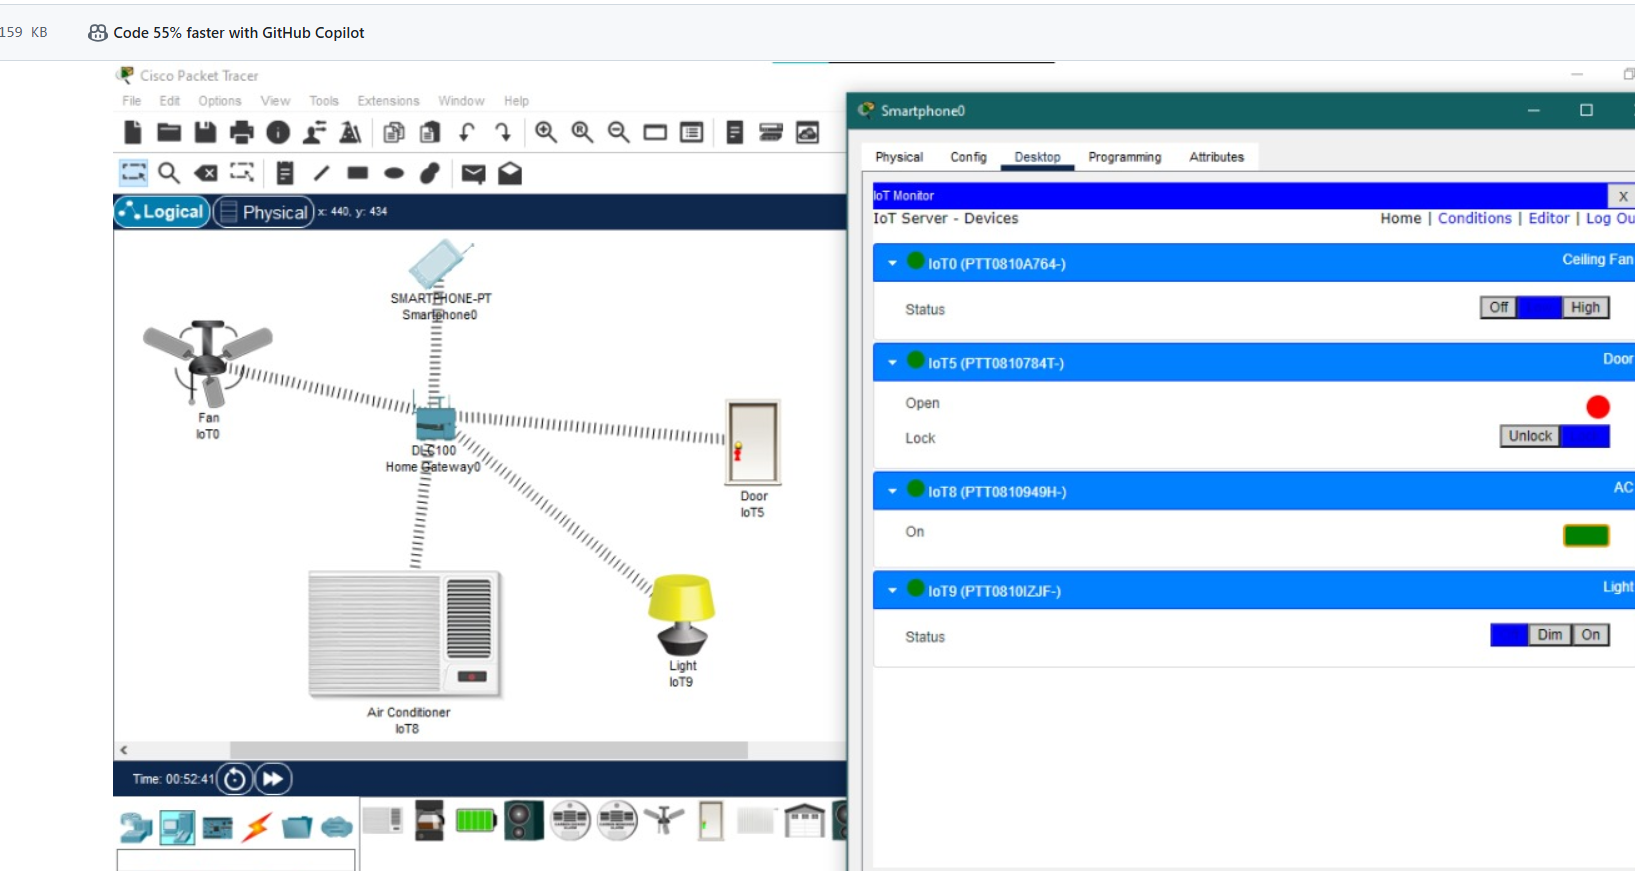 159 KB
Code 55% faster with GitHub Copilot
Cisco Packet Tracer
File Edit Options View Tools Extensions Window Help
Logical Physical x: 440, y: 434
SMARTPHONE-PT
Smartphone0
Fan
IoT0
DLC100
Home Gateway0
Door
IoT5
Light
IoT9
Air Conditioner
IoT8
Time: 00:52:41
Smartphone0
Physical Config Desktop Programming Attributes
IoT Monitor X
IoT Server - Devices Home | Conditions | Editor | Log Ou
IoT0 (PTT0810A764-) Ceiling Fan
Status Off High
IoT5 (PTT0810784T-) Door
Open
Lock Unlock
IoT8 (PTT0810949H-) AC
On
IoT9 (PTT0810IZJF-) Light
Status Dim On